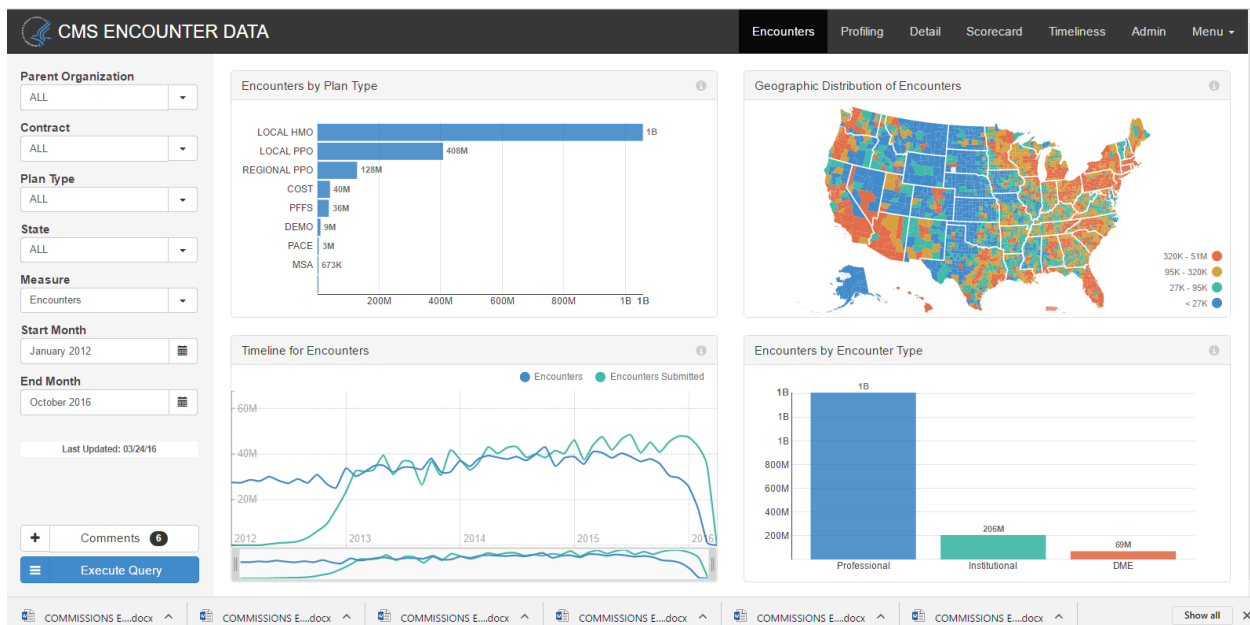 CMS ENCOUNTER DATA
Encounters Profiling Detail Scorecard Timeliness Admin Menu
Parent Organization
ALL
Contract
ALL
Plan Type
ALL
State
ALL
Measure
Encounters
Start Month
January 2012
End Month
October 2016
Last Updated: 03/24/16
+ Comments 6
Execute Query
Encounters by Plan Type
LOCAL HMO 1B
LOCAL PPO 408M
REGIONAL PPO 128M
COST 40M
PFFS 36M
DEMO 9M
PACE 3M
MSA 673K
200M 400M 600M 800M 1B 1B
Geographic Distribution of Encounters
320K - 51M
95K - 320K
27K - 95K
< 27K
Timeline for Encounters
Encounters Encounters Submitted
60M
40M
20M
2012 2013 2014 2015 2016
Encounters by Encounter Type
1B
1B
1B
1B
800M
600M
400M
206M
200M
69M
Professional Institutional DME
COMMISSIONS E....docx COMMISSIONS E....docx COMMISSIONS E....docx COMMISSIONS E....docx COMMISSIONS E....docx COMMISSIONS E....docx Show all